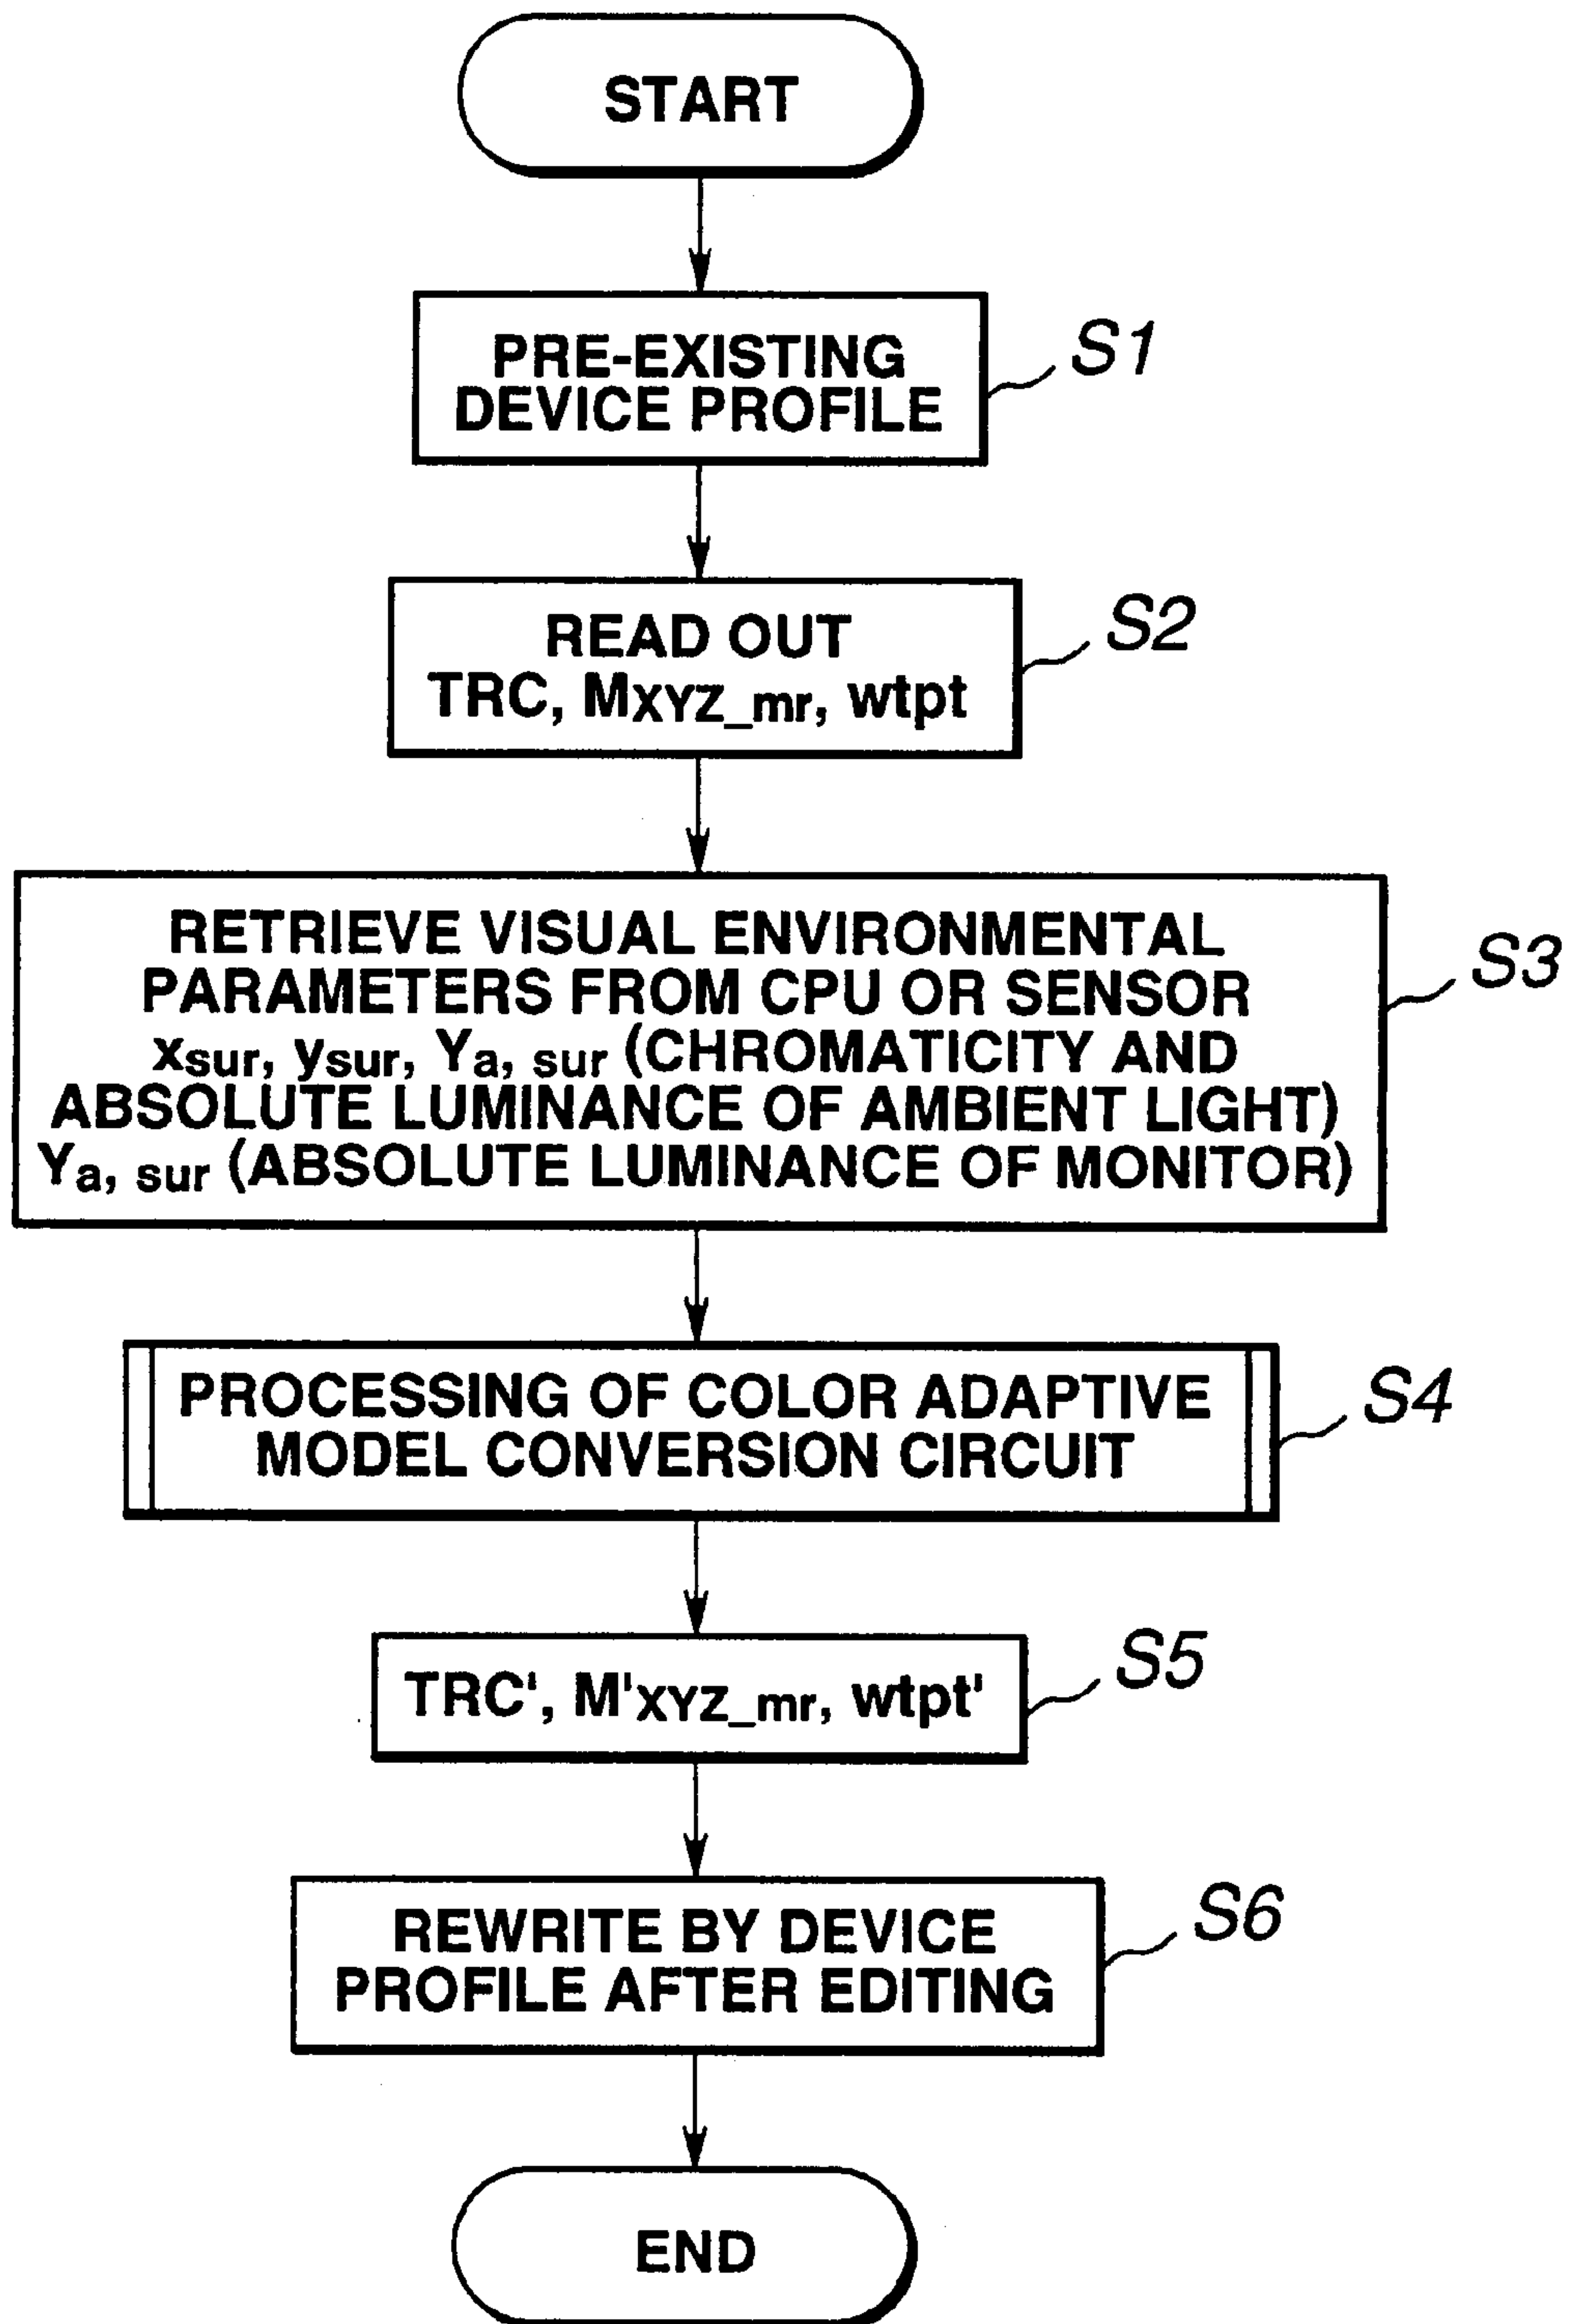 START
PRE-EXISTING
DEVICE PROFILE
S1
READ OUT
TRC, MXYZ_mr, wtpt
S2
RETRIEVE VISUAL ENVIRONMENTAL
PARAMETERS FROM CPU OR SENSOR
xsur, ysur, Ya, sur (CHROMATICITY AND
ABSOLUTE LUMINANCE OF AMBIENT LIGHT)
Ya, sur (ABSOLUTE LUMINANCE OF MONITOR)
S3
PROCESSING OF COLOR ADAPTIVE
MODEL CONVERSION CIRCUIT
S4
TRC', M'XYZ_mr, wtpt'
S5
REWRITE BY DEVICE
PROFILE AFTER EDITING
S6
END